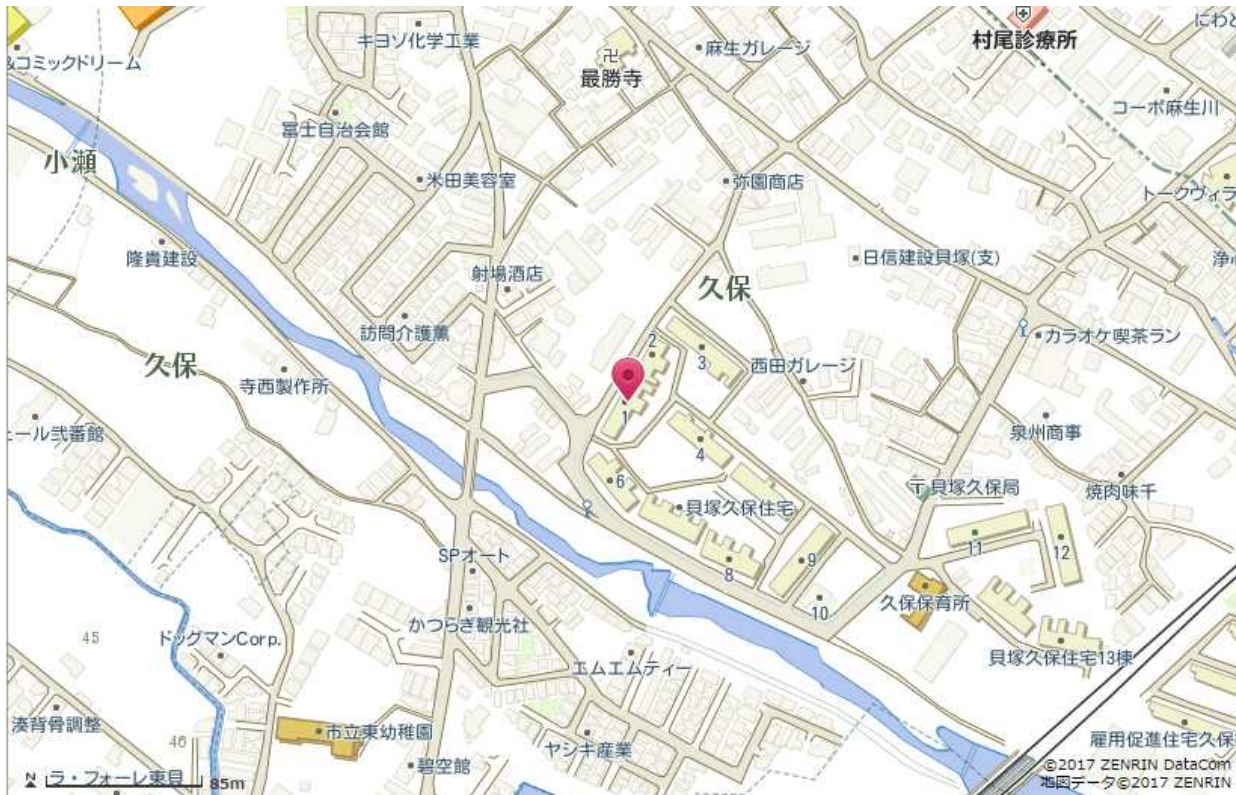 キヨソ化学工業
麻生ガレージ
村尾診療所
&コミックドリーム
最勝寺
コーポ麻生川
冨士自治会館
小瀬
米田美容室
弥園商店
トークヴィラ
隆貴建設
日信建設貝塚(支)
射場酒店
久保
訪問介護薫
カラオケ喫茶ラン
2
3
久保
西田ガレージ
寺西製作所
1
泉州商事
ェール弐番館
4
6
貝塚久保住宅
〒貝塚久保局
焼肉味千
11
12
SPオート
8
9
10
久保保育所
かつらぎ観光社
45
ドッグマンCorp.
エムエムティー
貝塚久保住宅13棟
湊背骨調整
市立東幼稚園
46
ヤシキ産業
雇用促進住宅久保
碧空館
©2017 ZENRIN DataCom
N
ラ・フォーレ東貝
85m
地図データ©2017 ZENRIN